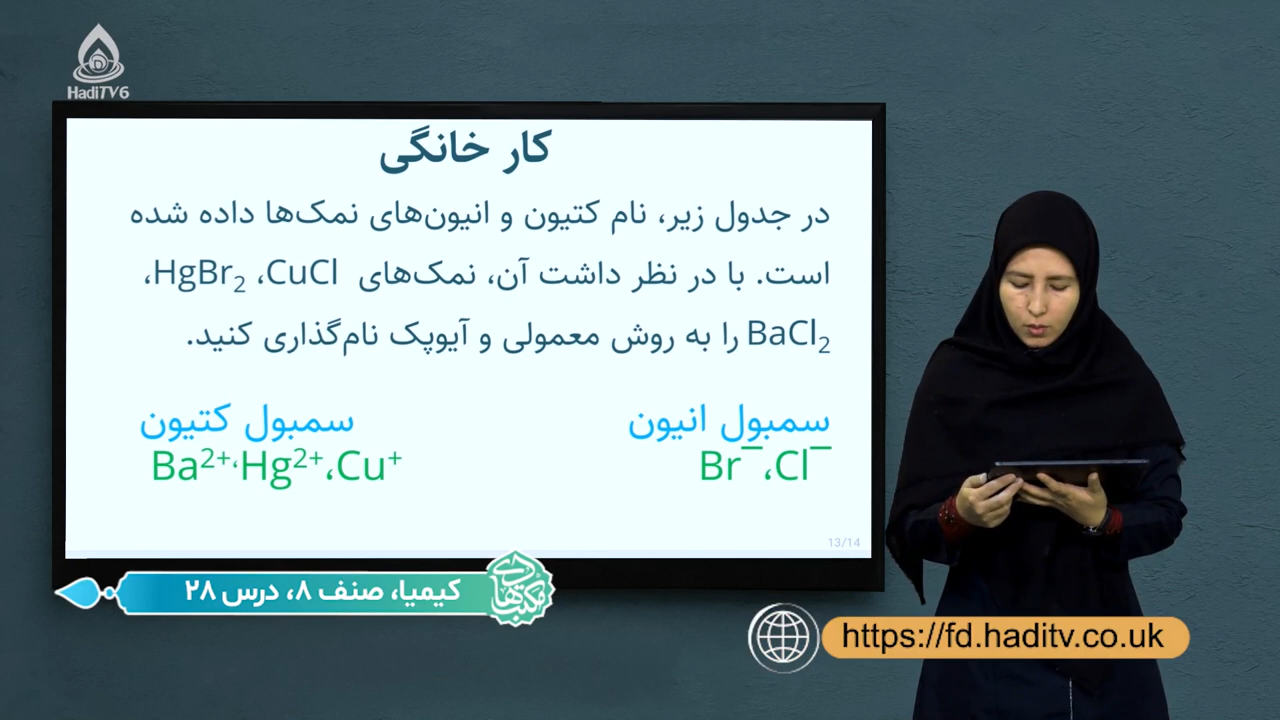 HadiTV6
کار خانگی
در جدول زیر، نام کتیون و انیون‌های نمک‌ها داده شده
است. با در نظر داشت آن، نمک‌های CuCl، HgBr₂،
BaCl₂ را به روش معمولی و آیوپک نام‌گذاری کنید.
سمبول انیون
Br⁻، Cl⁻
سمبول کتیون
Ba²⁺، Hg²⁺، Cu⁺
13/14
کیمیا، صنف ۸، درس ۲۸
مکتب هادی
https://fd.haditv.co.uk